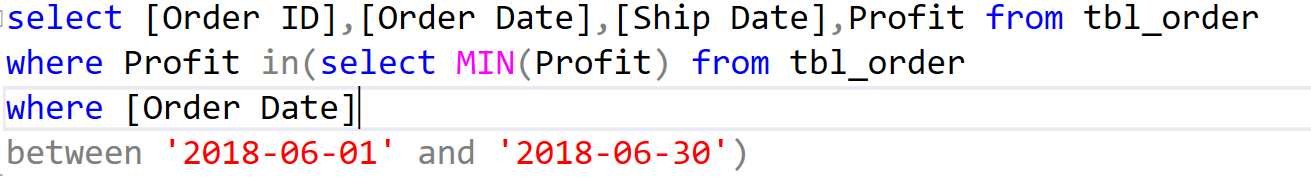 select [Order ID],[Order Date],[Ship Date],Profit from tbl_order
where Profit in(select MIN(Profit) from tbl_order
where [Order Date]
between '2018-06-01' and '2018-06-30')